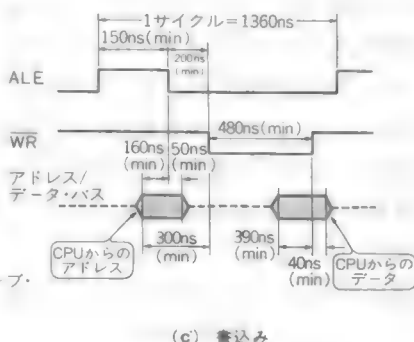 1サイクル=1360ns
150ns(min)
200ns
(min)
ALE
WR
480ns(min)
160ns
(min)
50ns
(min)
アドレス/
データ・バス
CPUからの
アドレス
300ns
(min)
390ns
(min)
40ns
(min)
CPUからの
データ
ブ・
(c) 書込み